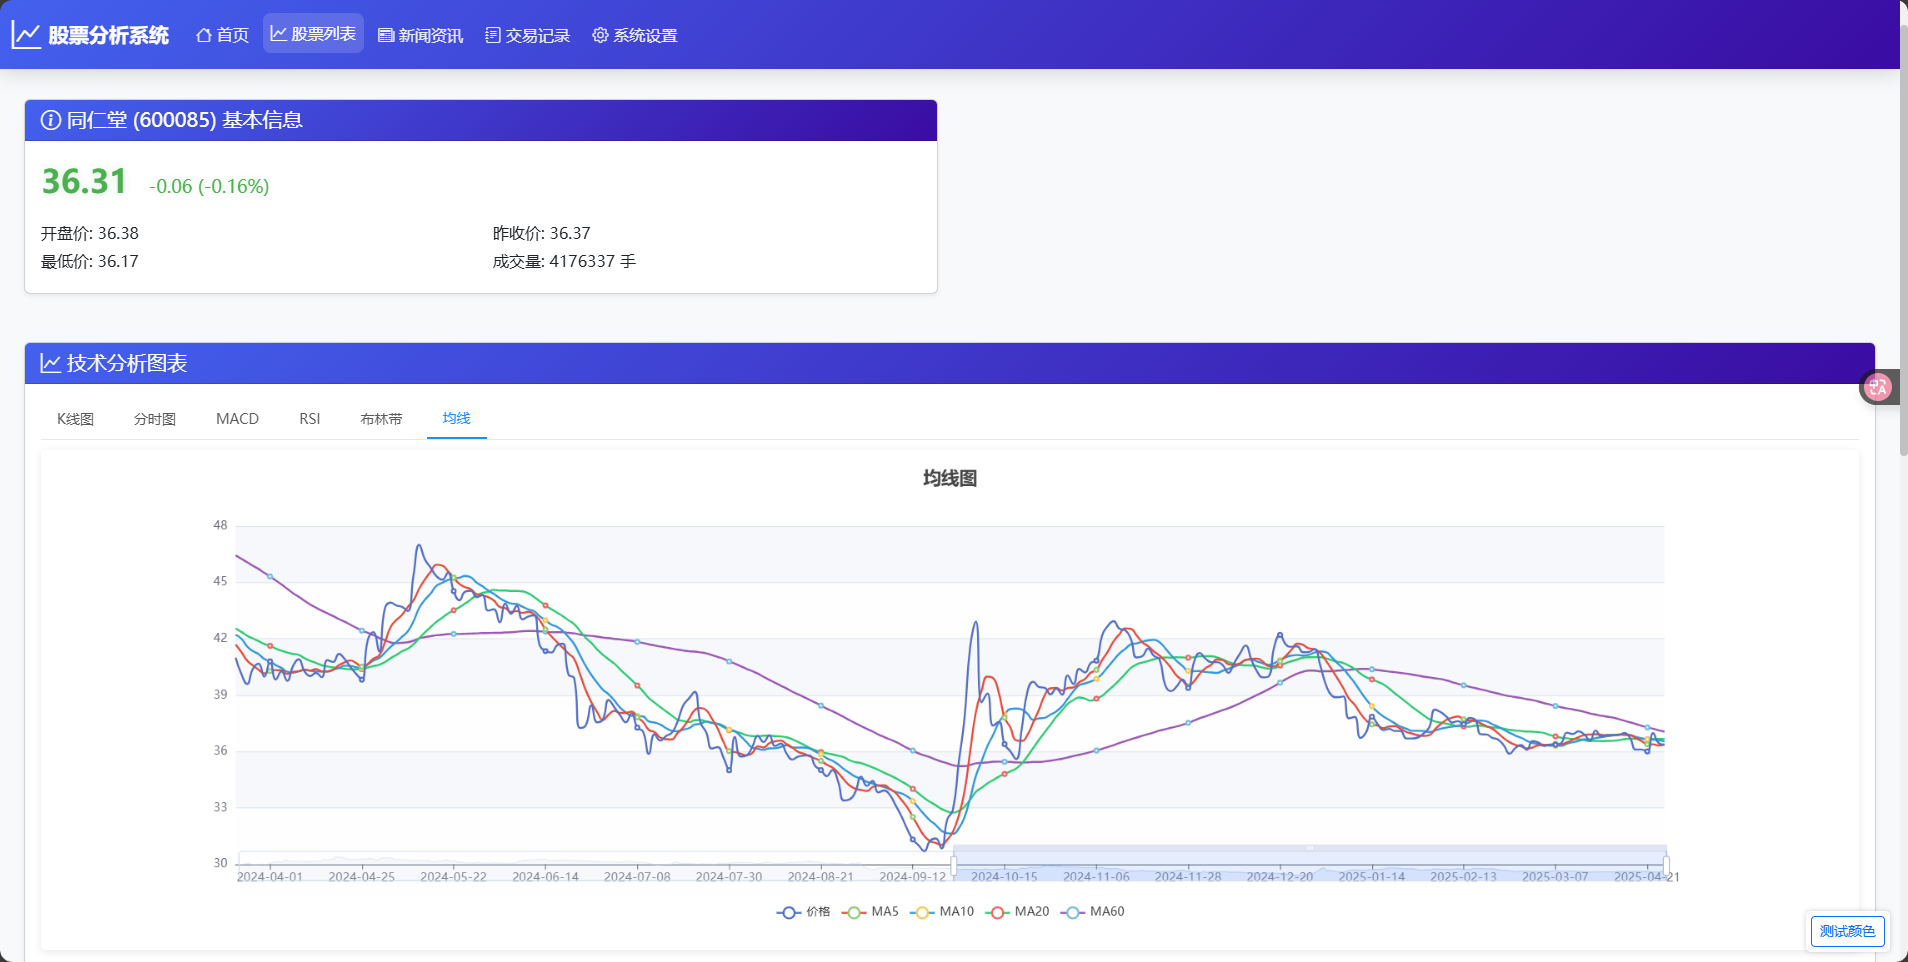 股票分析系统 首页 股票列表 新闻资讯 交易记录 系统设置
同仁堂 (600085) 基本信息
36.31 -0.06 (-0.16%)
开盘价: 36.38 昨收价: 36.37
最低价: 36.17 成交量: 4176337 手
技术分析图表
K线图 分时图 MACD RSI 布林带 均线
均线图
48
45
42
39
36
33
30
2024-04-01 2024-04-25 2024-05-22 2024-06-14 2024-07-08 2024-07-30 2024-08-21 2024-09-12 2024-10-15 2024-11-06 2024-11-28 2024-12-20 2025-01-14 2025-02-13 2025-03-07 2025-04-21
价格 MA5 MA10 MA20 MA60
测试颜色